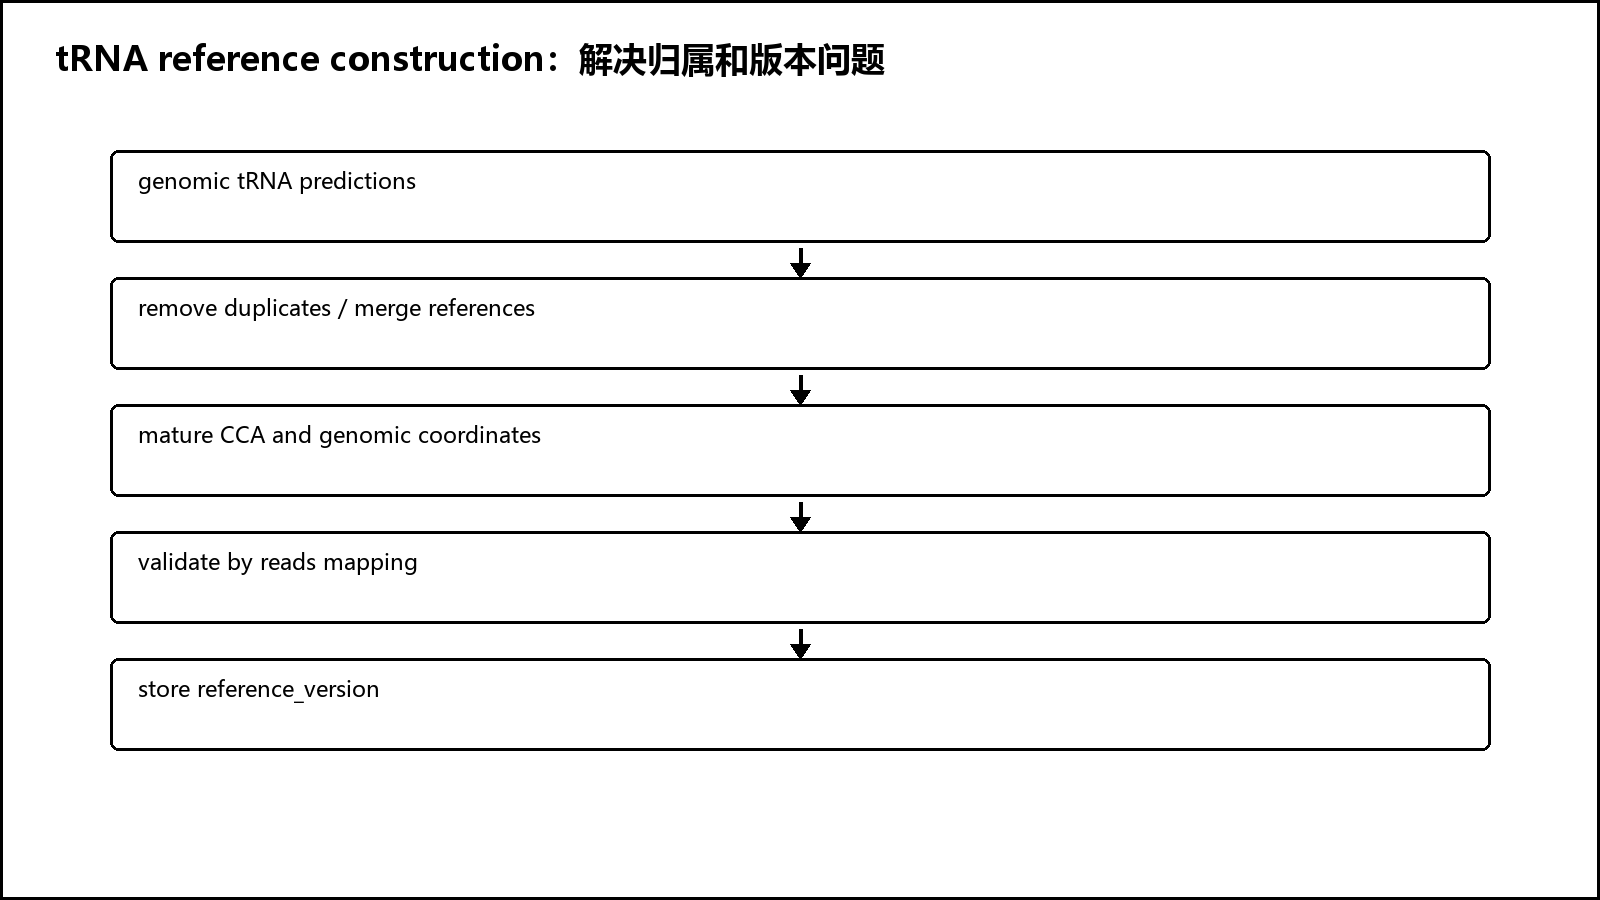 tRNA reference construction：解决归属和版本问题
genomic tRNA predictions
remove duplicates / merge references
mature CCA and genomic coordinates
validate by reads mapping
store reference_version